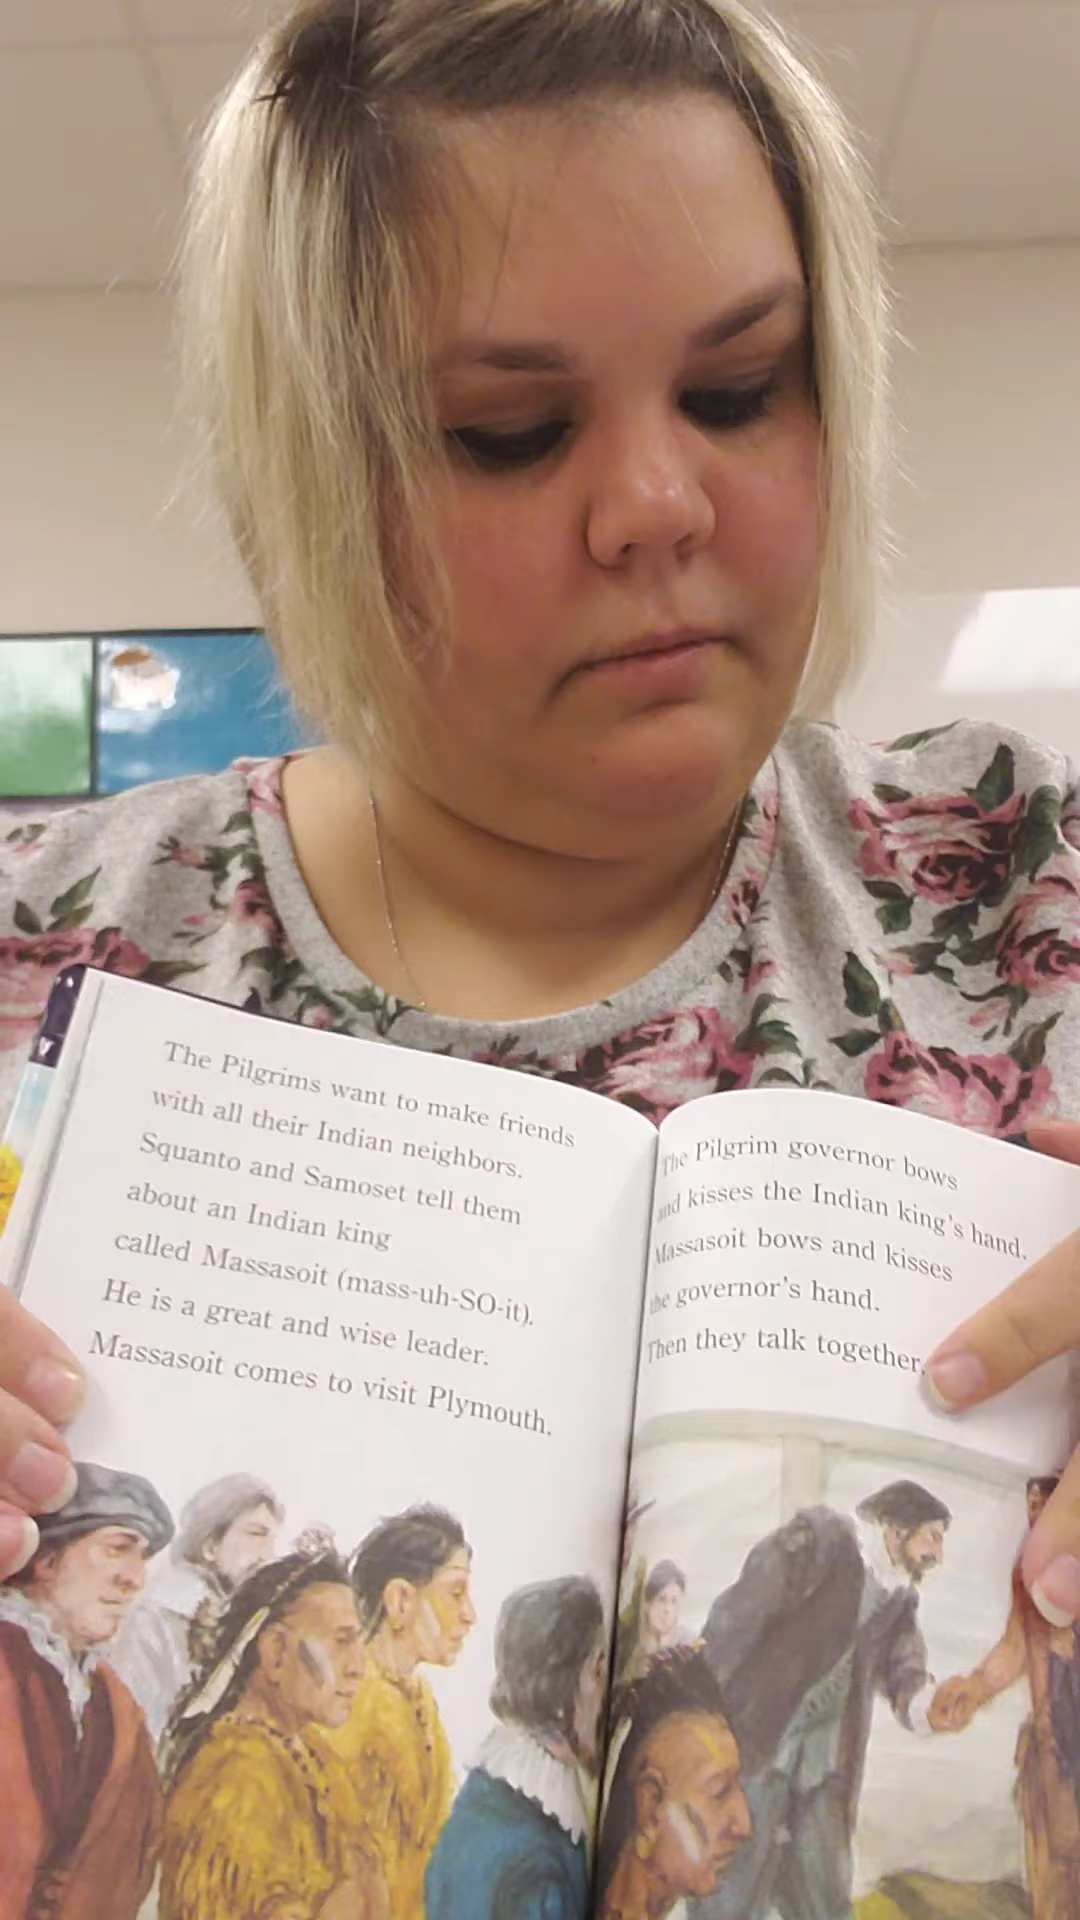 The Pilgrims want to make friends
with all their Indian neighbors.
Squanto and Samoset tell them
about an Indian king
called Massasoit (mass-uh-SO-it).
He is a great and wise leader.
Massasoit comes to visit Plymouth.
The Pilgrim governor bows
and kisses the Indian king's hand.
Massasoit bows and kisses
the governor's hand.
Then they talk together.